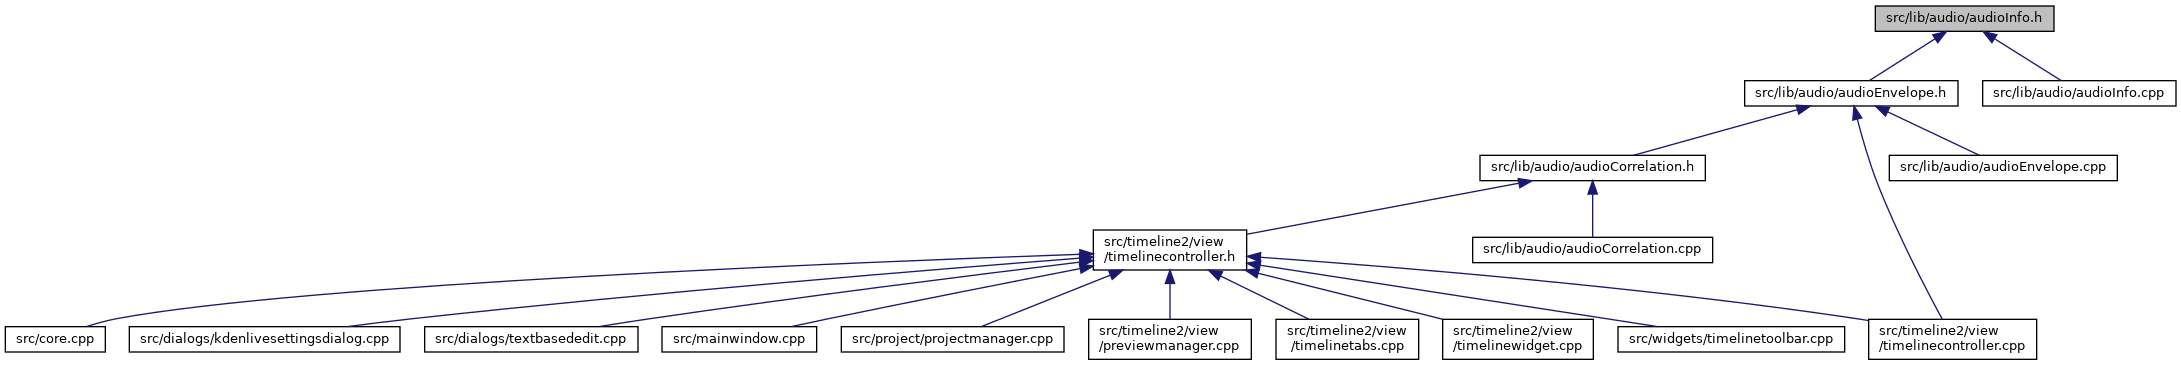 src/lib/audio/audioInfo.h
src/lib/audio/audioEnvelope.h
src/lib/audio/audioInfo.cpp
src/lib/audio/audioCorrelation.h
src/lib/audio/audioEnvelope.cpp
src/timeline2/view
/timelinecontroller.h
src/lib/audio/audioCorrelation.cpp
src/core.cpp
src/dialogs/kdenlivesettingsdialog.cpp
src/dialogs/textbasededit.cpp
src/mainwindow.cpp
src/project/projectmanager.cpp
src/timeline2/view
/previewmanager.cpp
src/timeline2/view
/timelinetabs.cpp
src/timeline2/view
/timelinewidget.cpp
src/widgets/timelinetoolbar.cpp
src/timeline2/view
/timelinecontroller.cpp